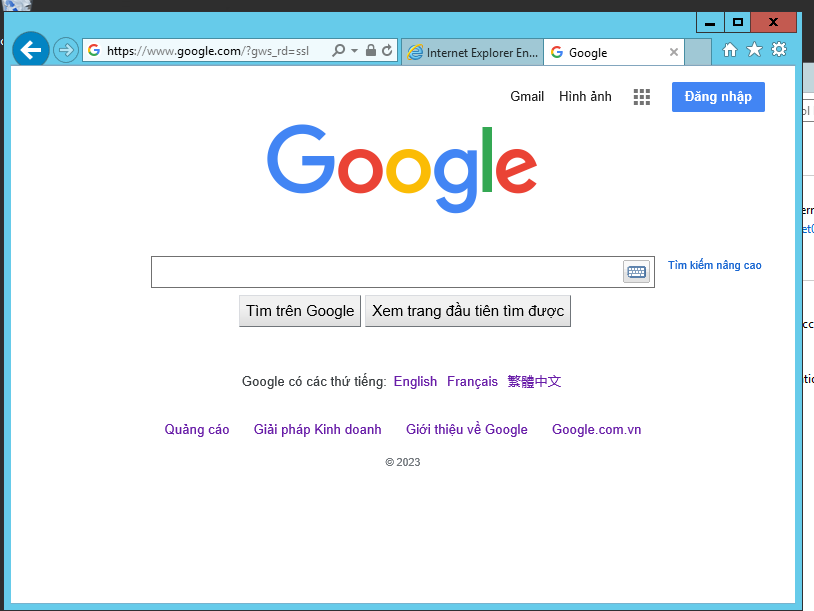 https://www.google.com/?gws_rd=ssl
Internet Explorer En...
Google
Gmail Hình ảnh Đăng nhập
Google
Tìm kiếm nâng cao
Tìm trên Google Xem trang đầu tiên tìm được
Google có các thứ tiếng: English Français 繁體中文
Quảng cáo Giải pháp Kinh doanh Giới thiệu về Google Google.com.vn
© 2023